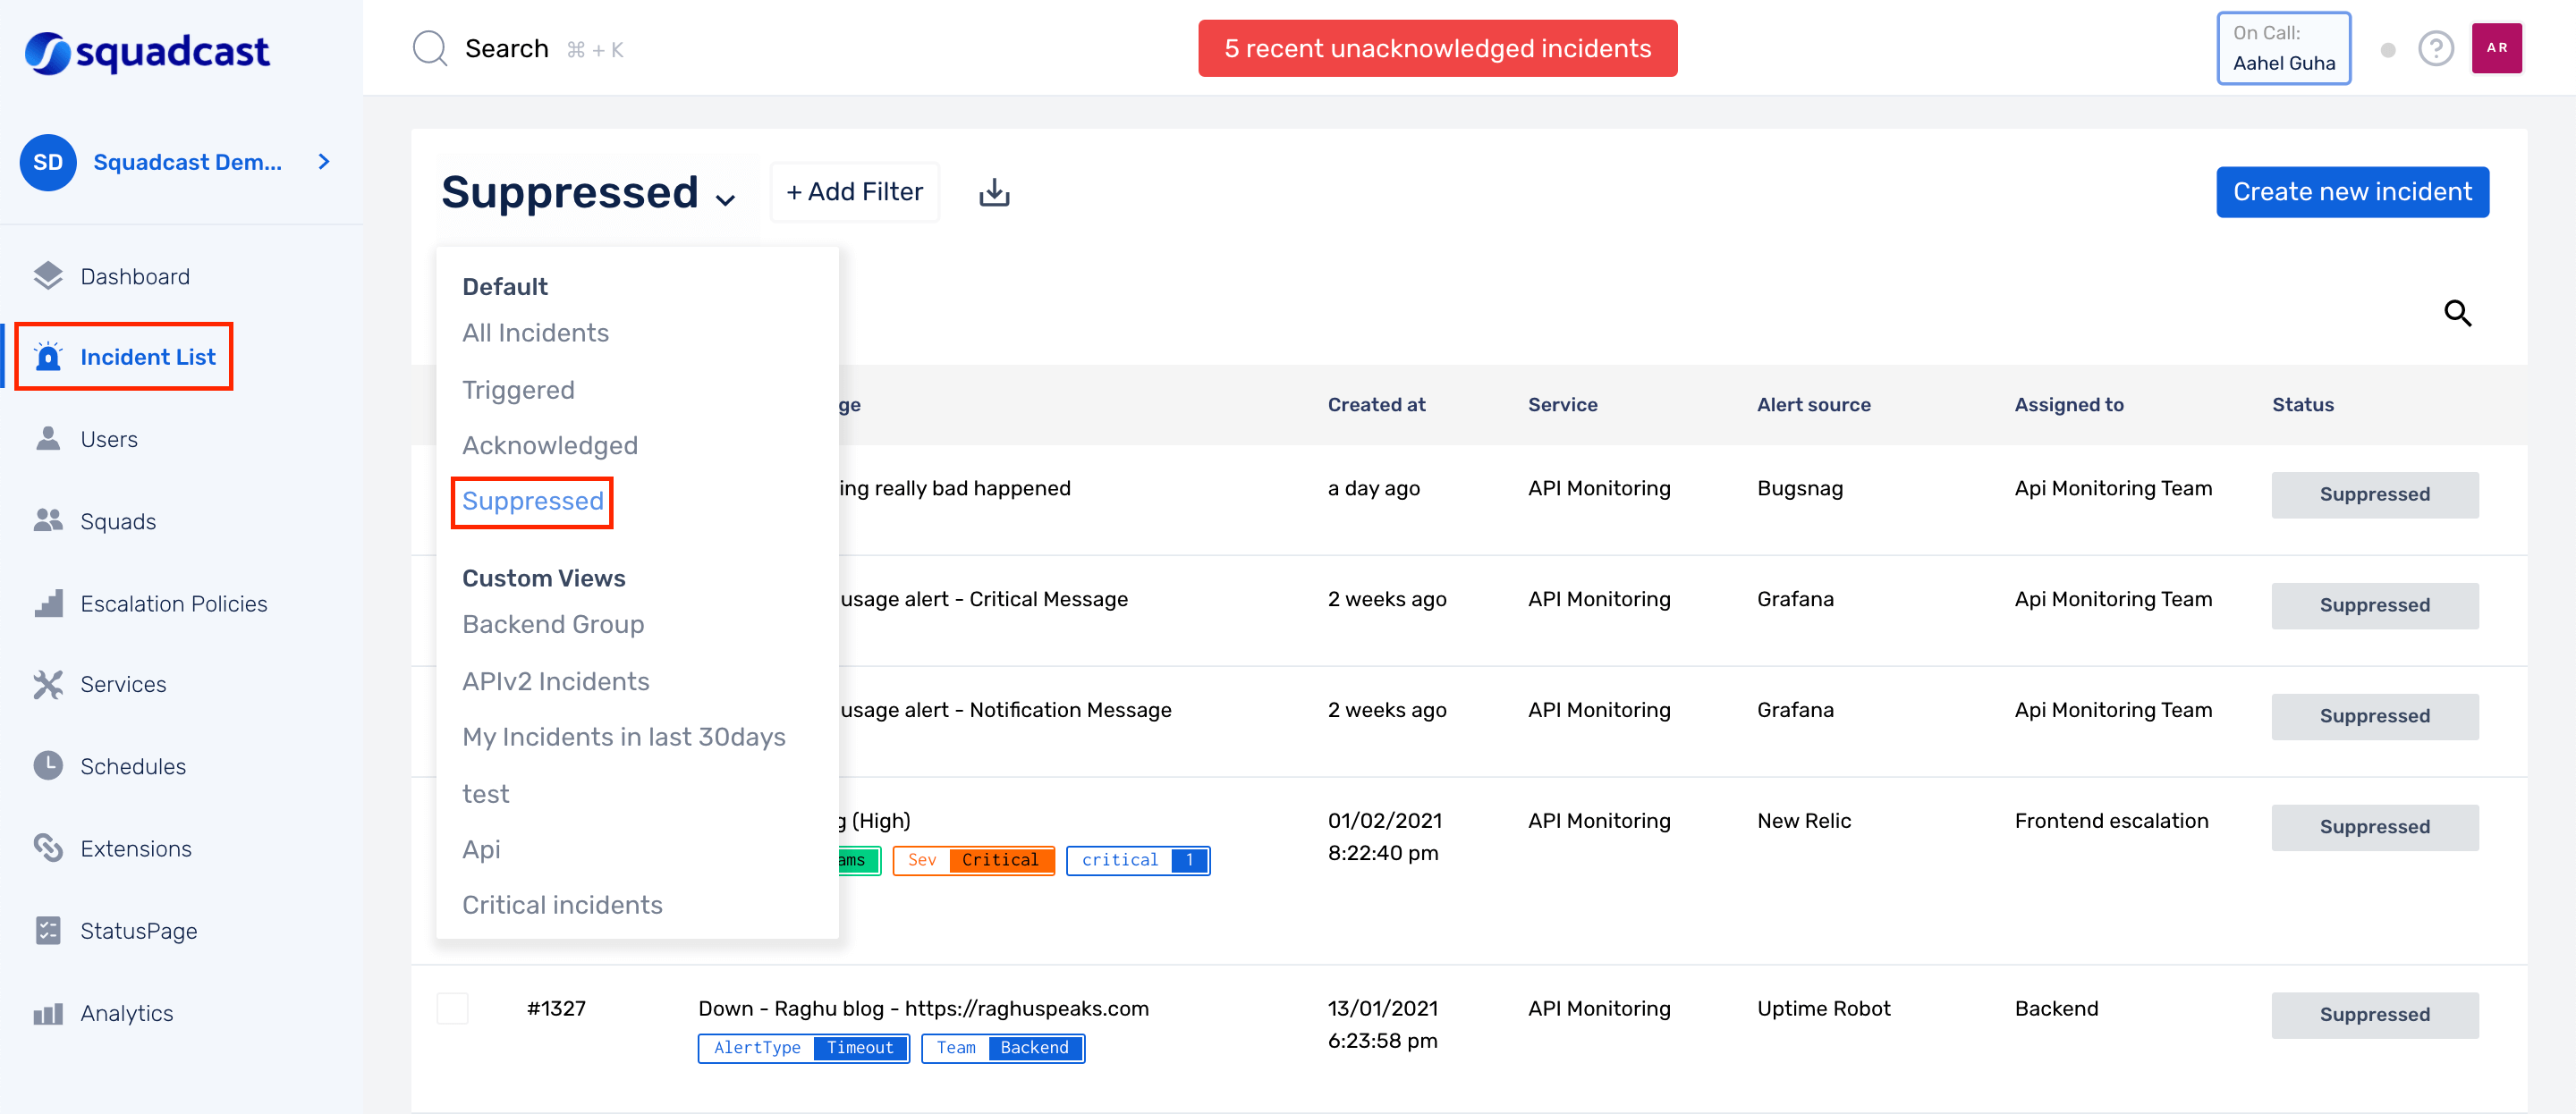 squadcast
Search ⌘ + K
5 recent unacknowledged incidents
On Call:
Aahel Guha
AR
SD Squadcast Dem...
Dashboard
Incident List
Users
Squads
Escalation Policies
Services
Schedules
Extensions
StatusPage
Analytics
Suppressed
+ Add Filter
Create new incident
Default
All Incidents
Triggered
Acknowledged
Suppressed
Custom Views
Backend Group
APIv2 Incidents
My Incidents in last 30days
test
Api
Critical incidents
ge Created at Service Alert source Assigned to Status
ing really bad happened a day ago API Monitoring Bugsnag Api Monitoring Team Suppressed
usage alert - Critical Message 2 weeks ago API Monitoring Grafana Api Monitoring Team Suppressed
usage alert - Notification Message 2 weeks ago API Monitoring Grafana Api Monitoring Team Suppressed
g (High) 01/02/2021 API Monitoring New Relic Frontend escalation Suppressed
8:22:40 pm
ams Sev Critical critical 1
#1327 Down - Raghu blog - https://raghuspeaks.com 13/01/2021 API Monitoring Uptime Robot Backend Suppressed
6:23:58 pm
AlertType Timeout Team Backend